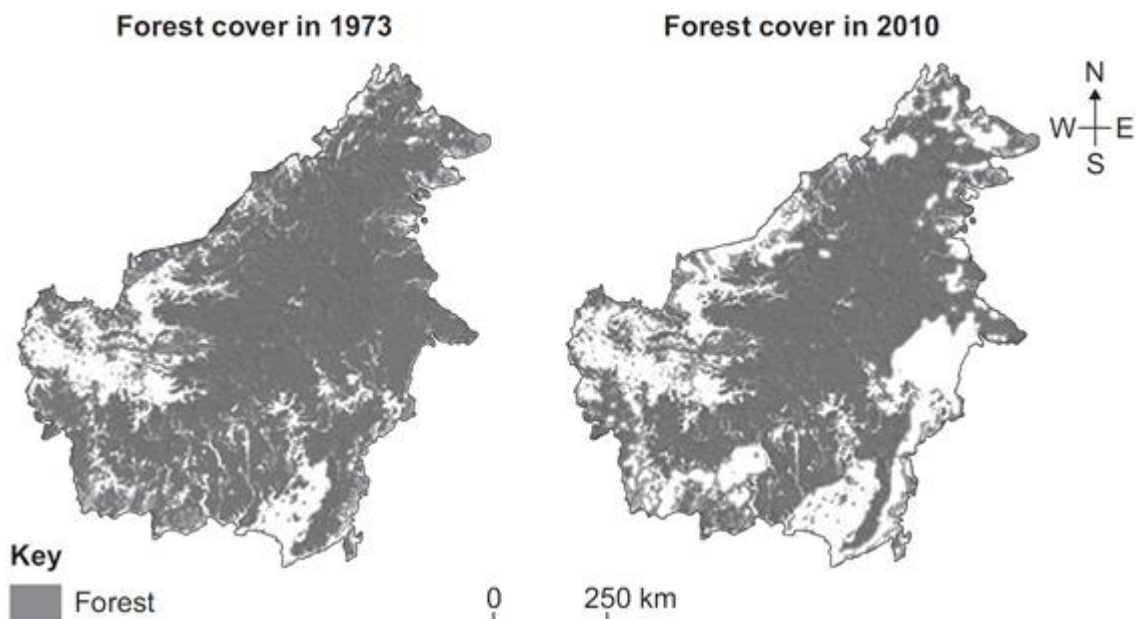 Forest cover in 1973
Forest cover in 2010
N
W E
S
Key
Forest
0 250 km